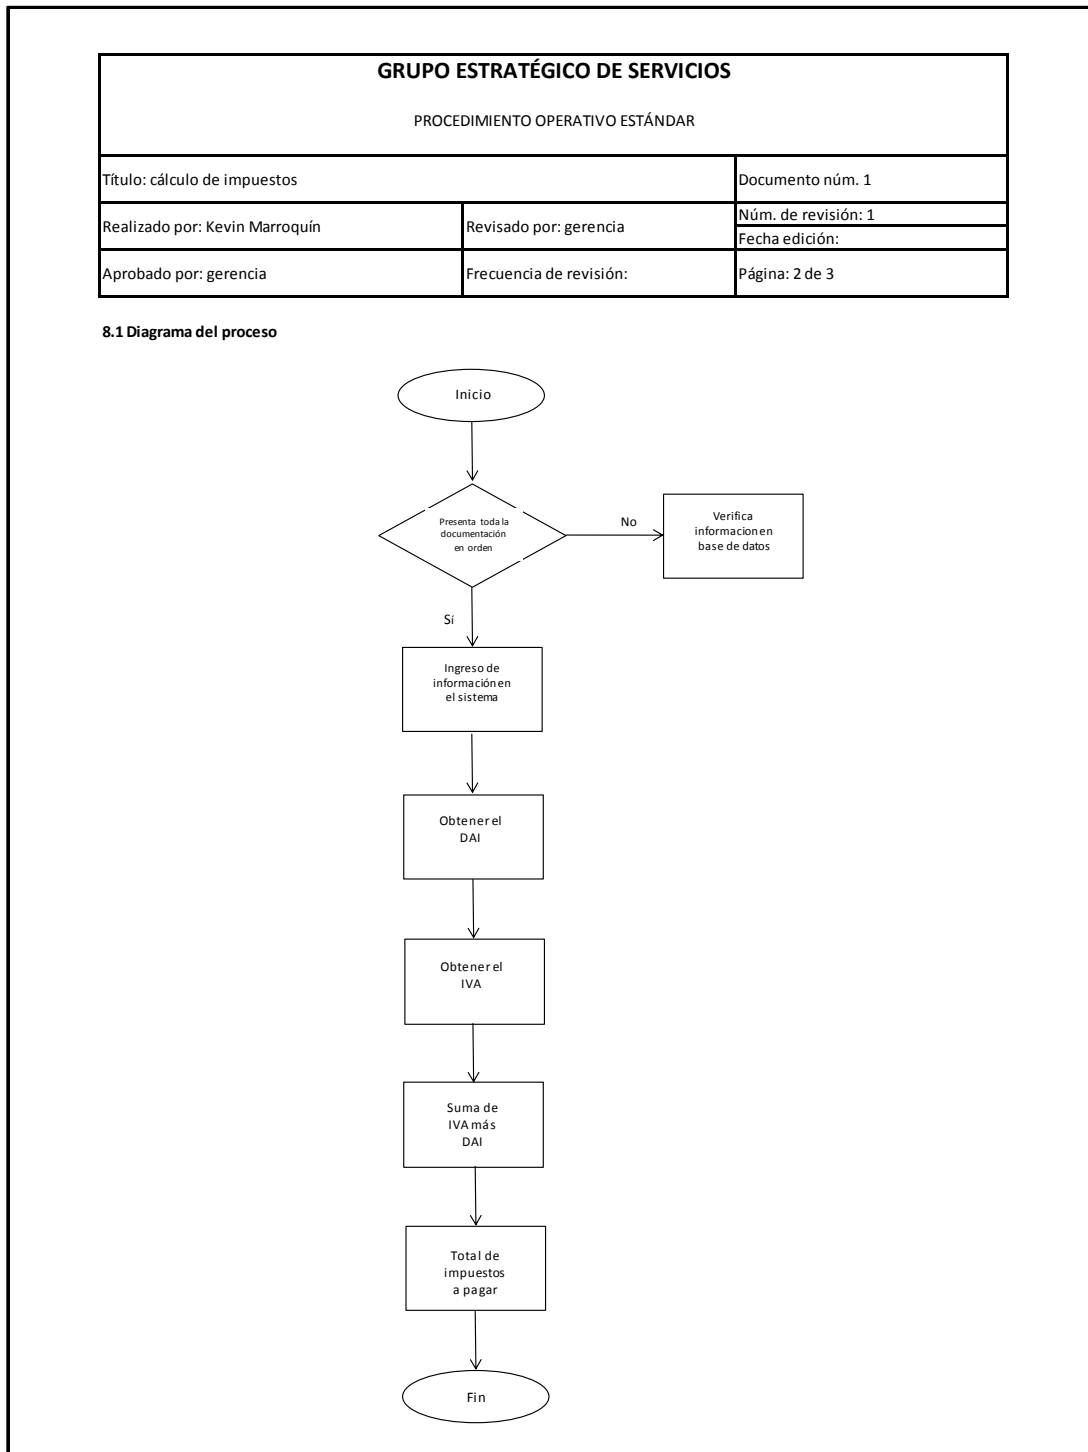 GRUPO ESTRATÉGICO DE SERVICIOS
PROCEDIMIENTO OPERATIVO ESTÁNDAR
Título: cálculo de impuestos
Documento núm. 1
Realizado por: Kevin Marroquín
Revisado por: gerencia
Núm. de revisión: 1
Fecha edición:
Aprobado por: gerencia
Frecuencia de revisión:
Página: 2 de 3
8.1 Diagrama del proceso
Inicio
Presenta toda la
documentación
en orden
No
Verifica
informacion en
base de datos
Sí
Ingreso de
información en
el sistema
Obtener el
DAI
Obtener el
IVA
Suma de
IVA más
DAI
Total de
impuestos
a pagar
Fin